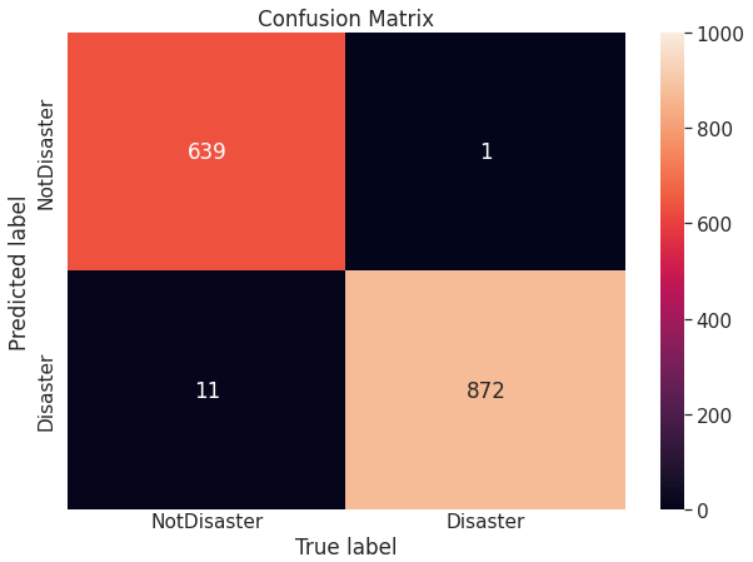 Confusion Matrix
NotDisaster
Disaster
Predicted label
639
1
11
872
NotDisaster
Disaster
True label
1000
800
600
400
200
0